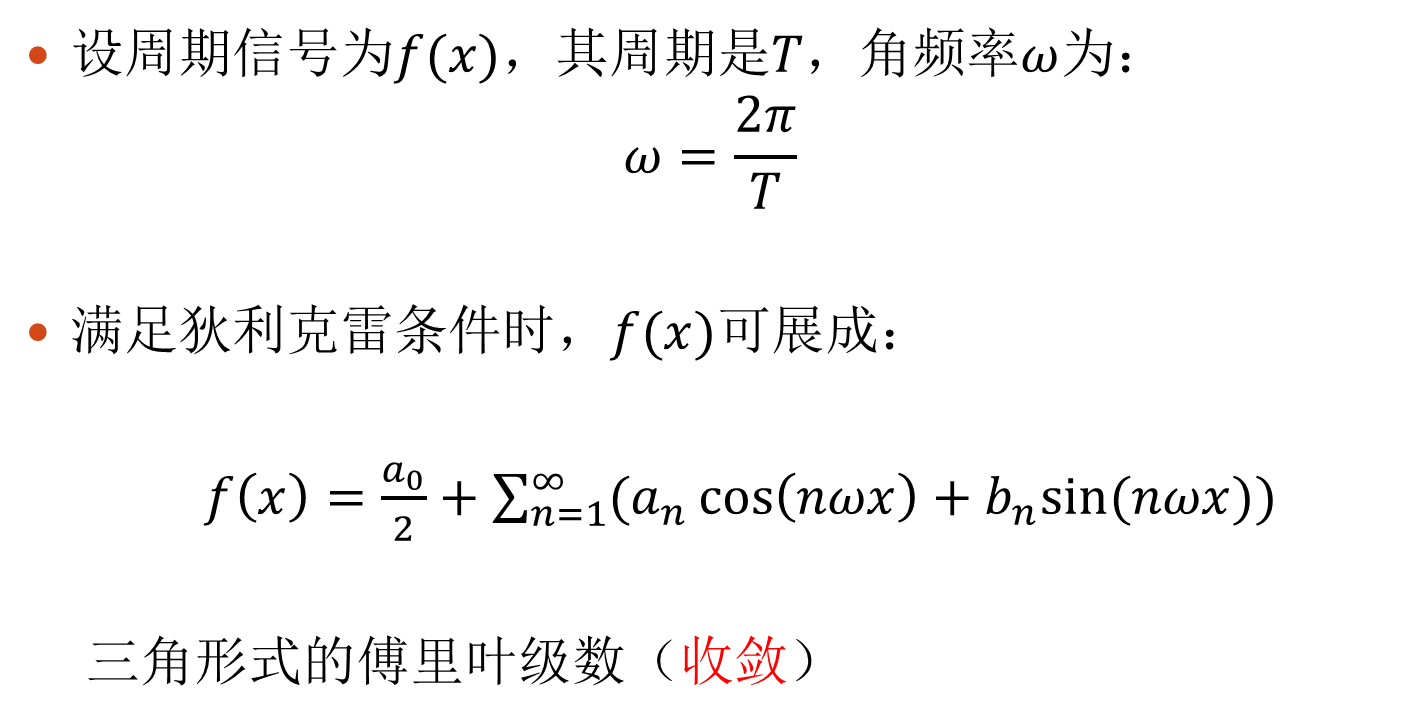 • 设周期信号为f(x)，其周期是T，角频率ω为：
ω = 2π/T
• 满足狄利克雷条件时，f(x)可展成：
f(x) = a₀/2 + ∑ₙ₌₁^∞(aₙ cos(nωx) + bₙ sin(nωx))
三角形式的傅里叶级数（收敛）